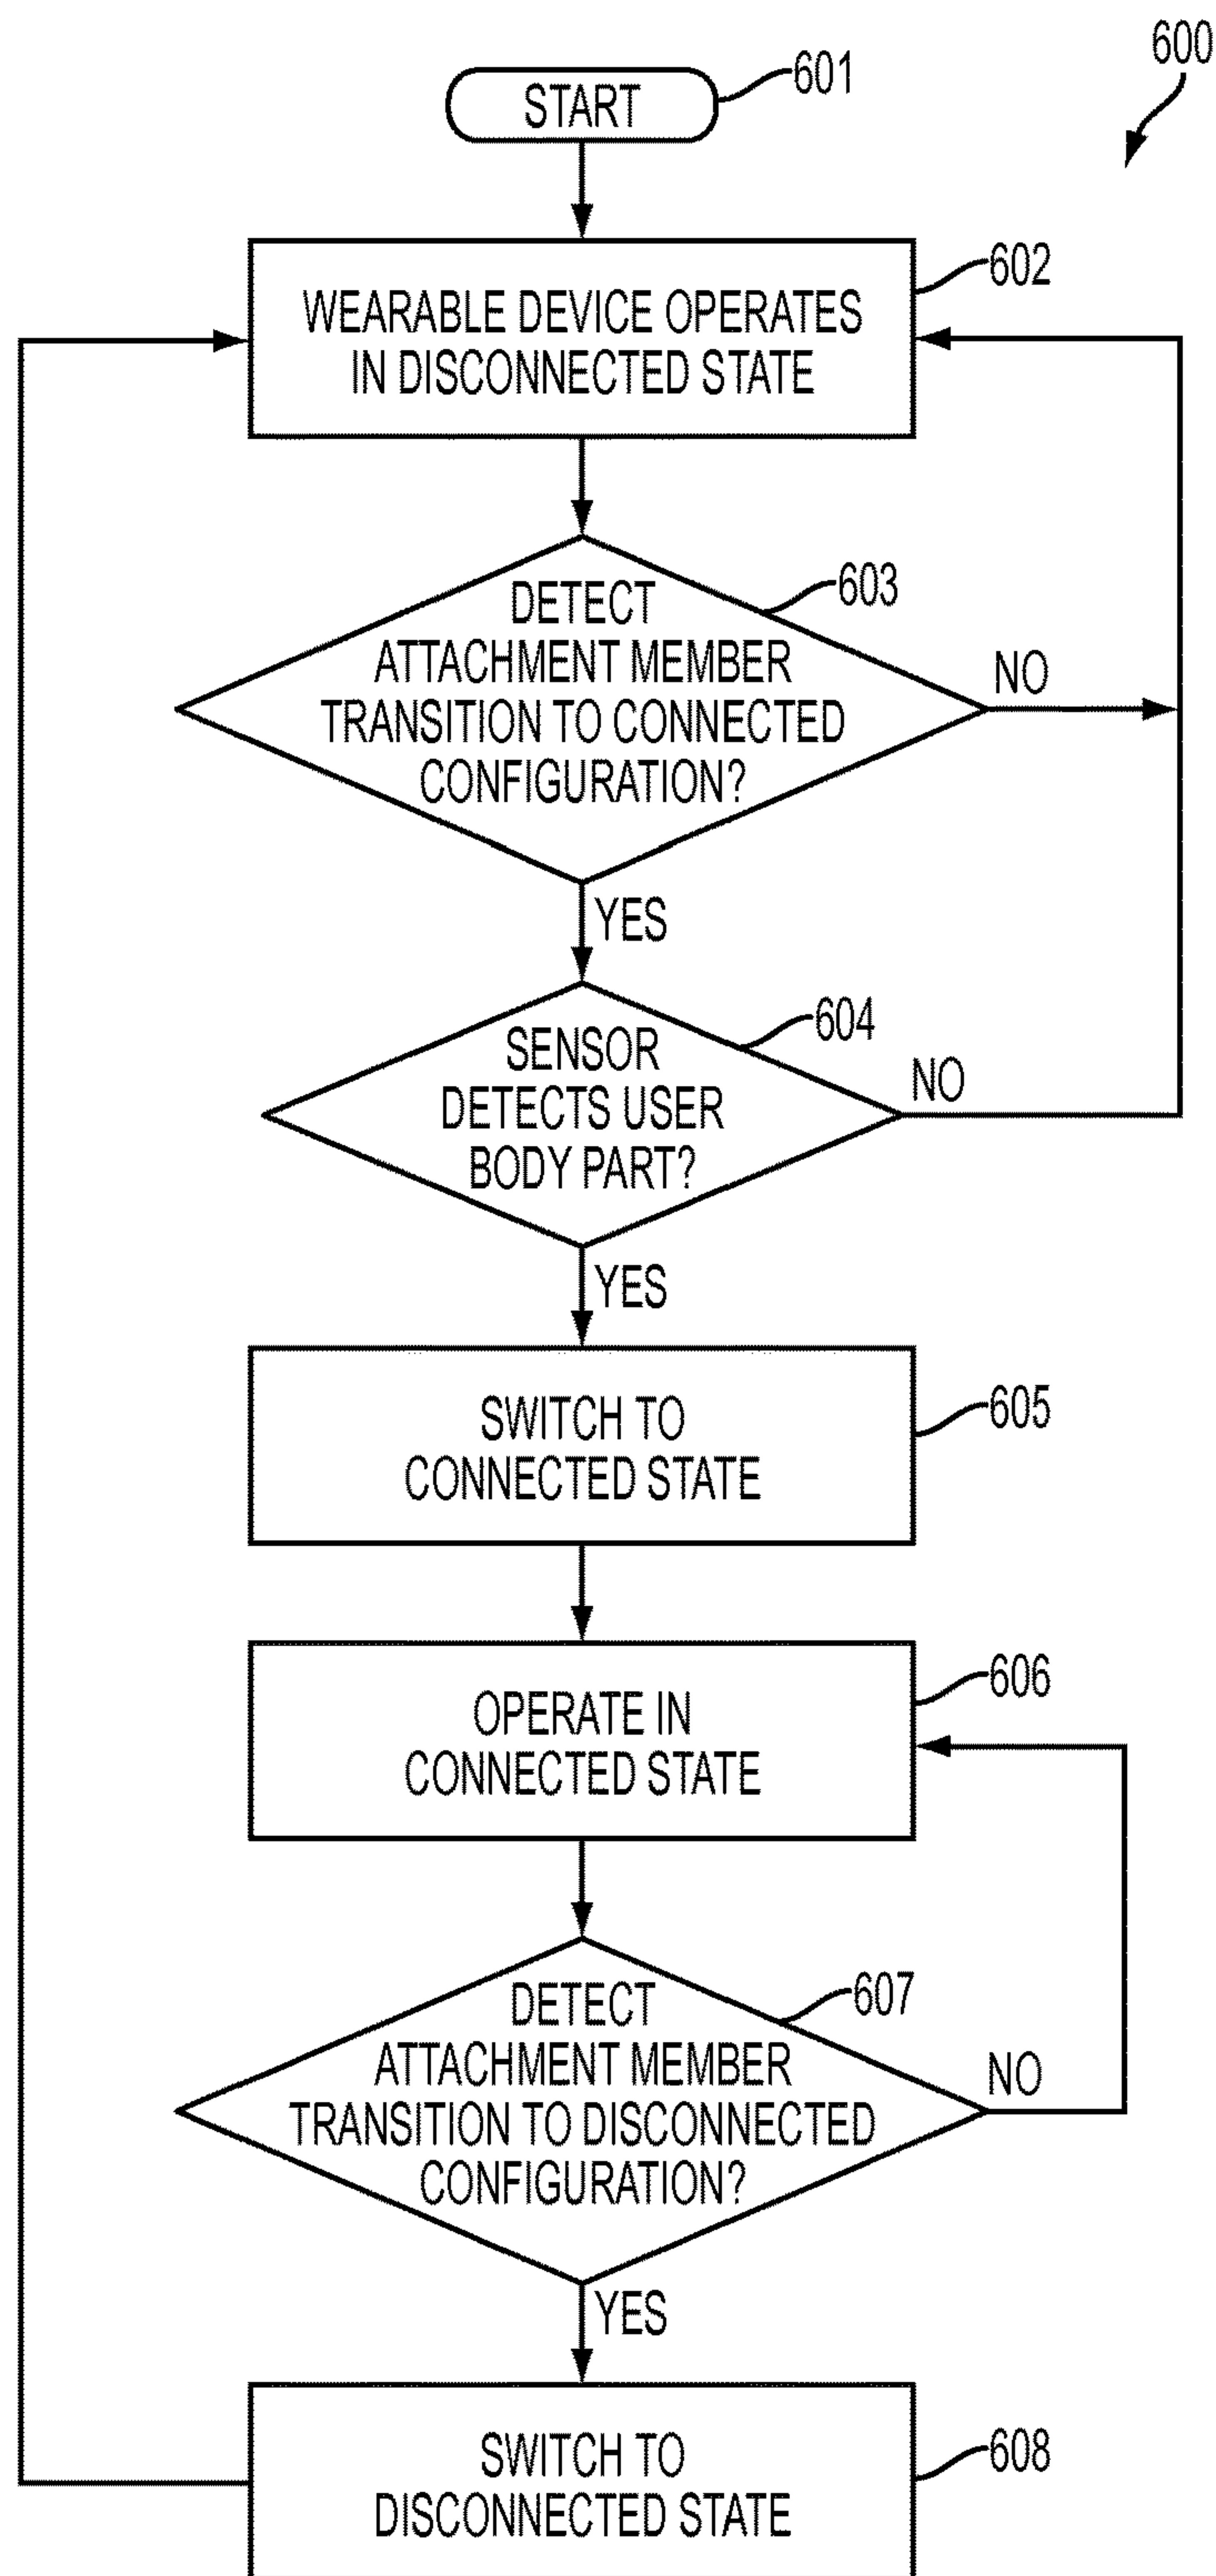 600
START
601
WEARABLE DEVICE OPERATES
IN DISCONNECTED STATE
602
DETECT
ATTACHMENT MEMBER
TRANSITION TO CONNECTED
CONFIGURATION?
603
NO
YES
SENSOR
DETECTS USER
BODY PART?
604
NO
YES
SWITCH TO
CONNECTED STATE
605
OPERATE IN
CONNECTED STATE
606
DETECT
ATTACHMENT MEMBER
TRANSITION TO DISCONNECTED
CONFIGURATION?
607
NO
YES
SWITCH TO
DISCONNECTED STATE
608